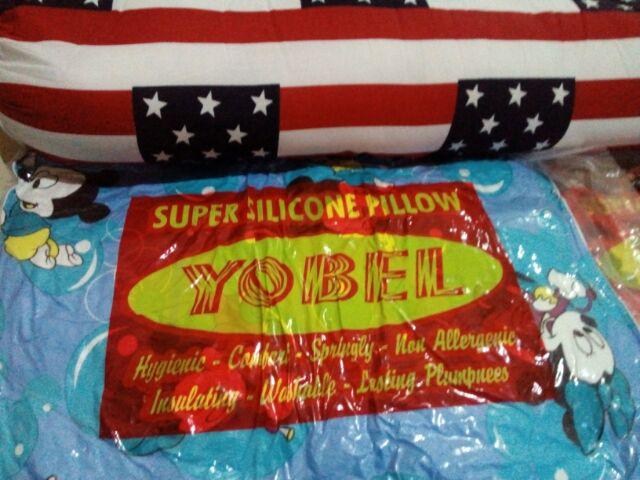 SUPER SILICONE PILLOW
YOBEL
Hygienic - Comfort - Springly - Non Allergenic
Insulating - Washable - Lasting Plumpnees